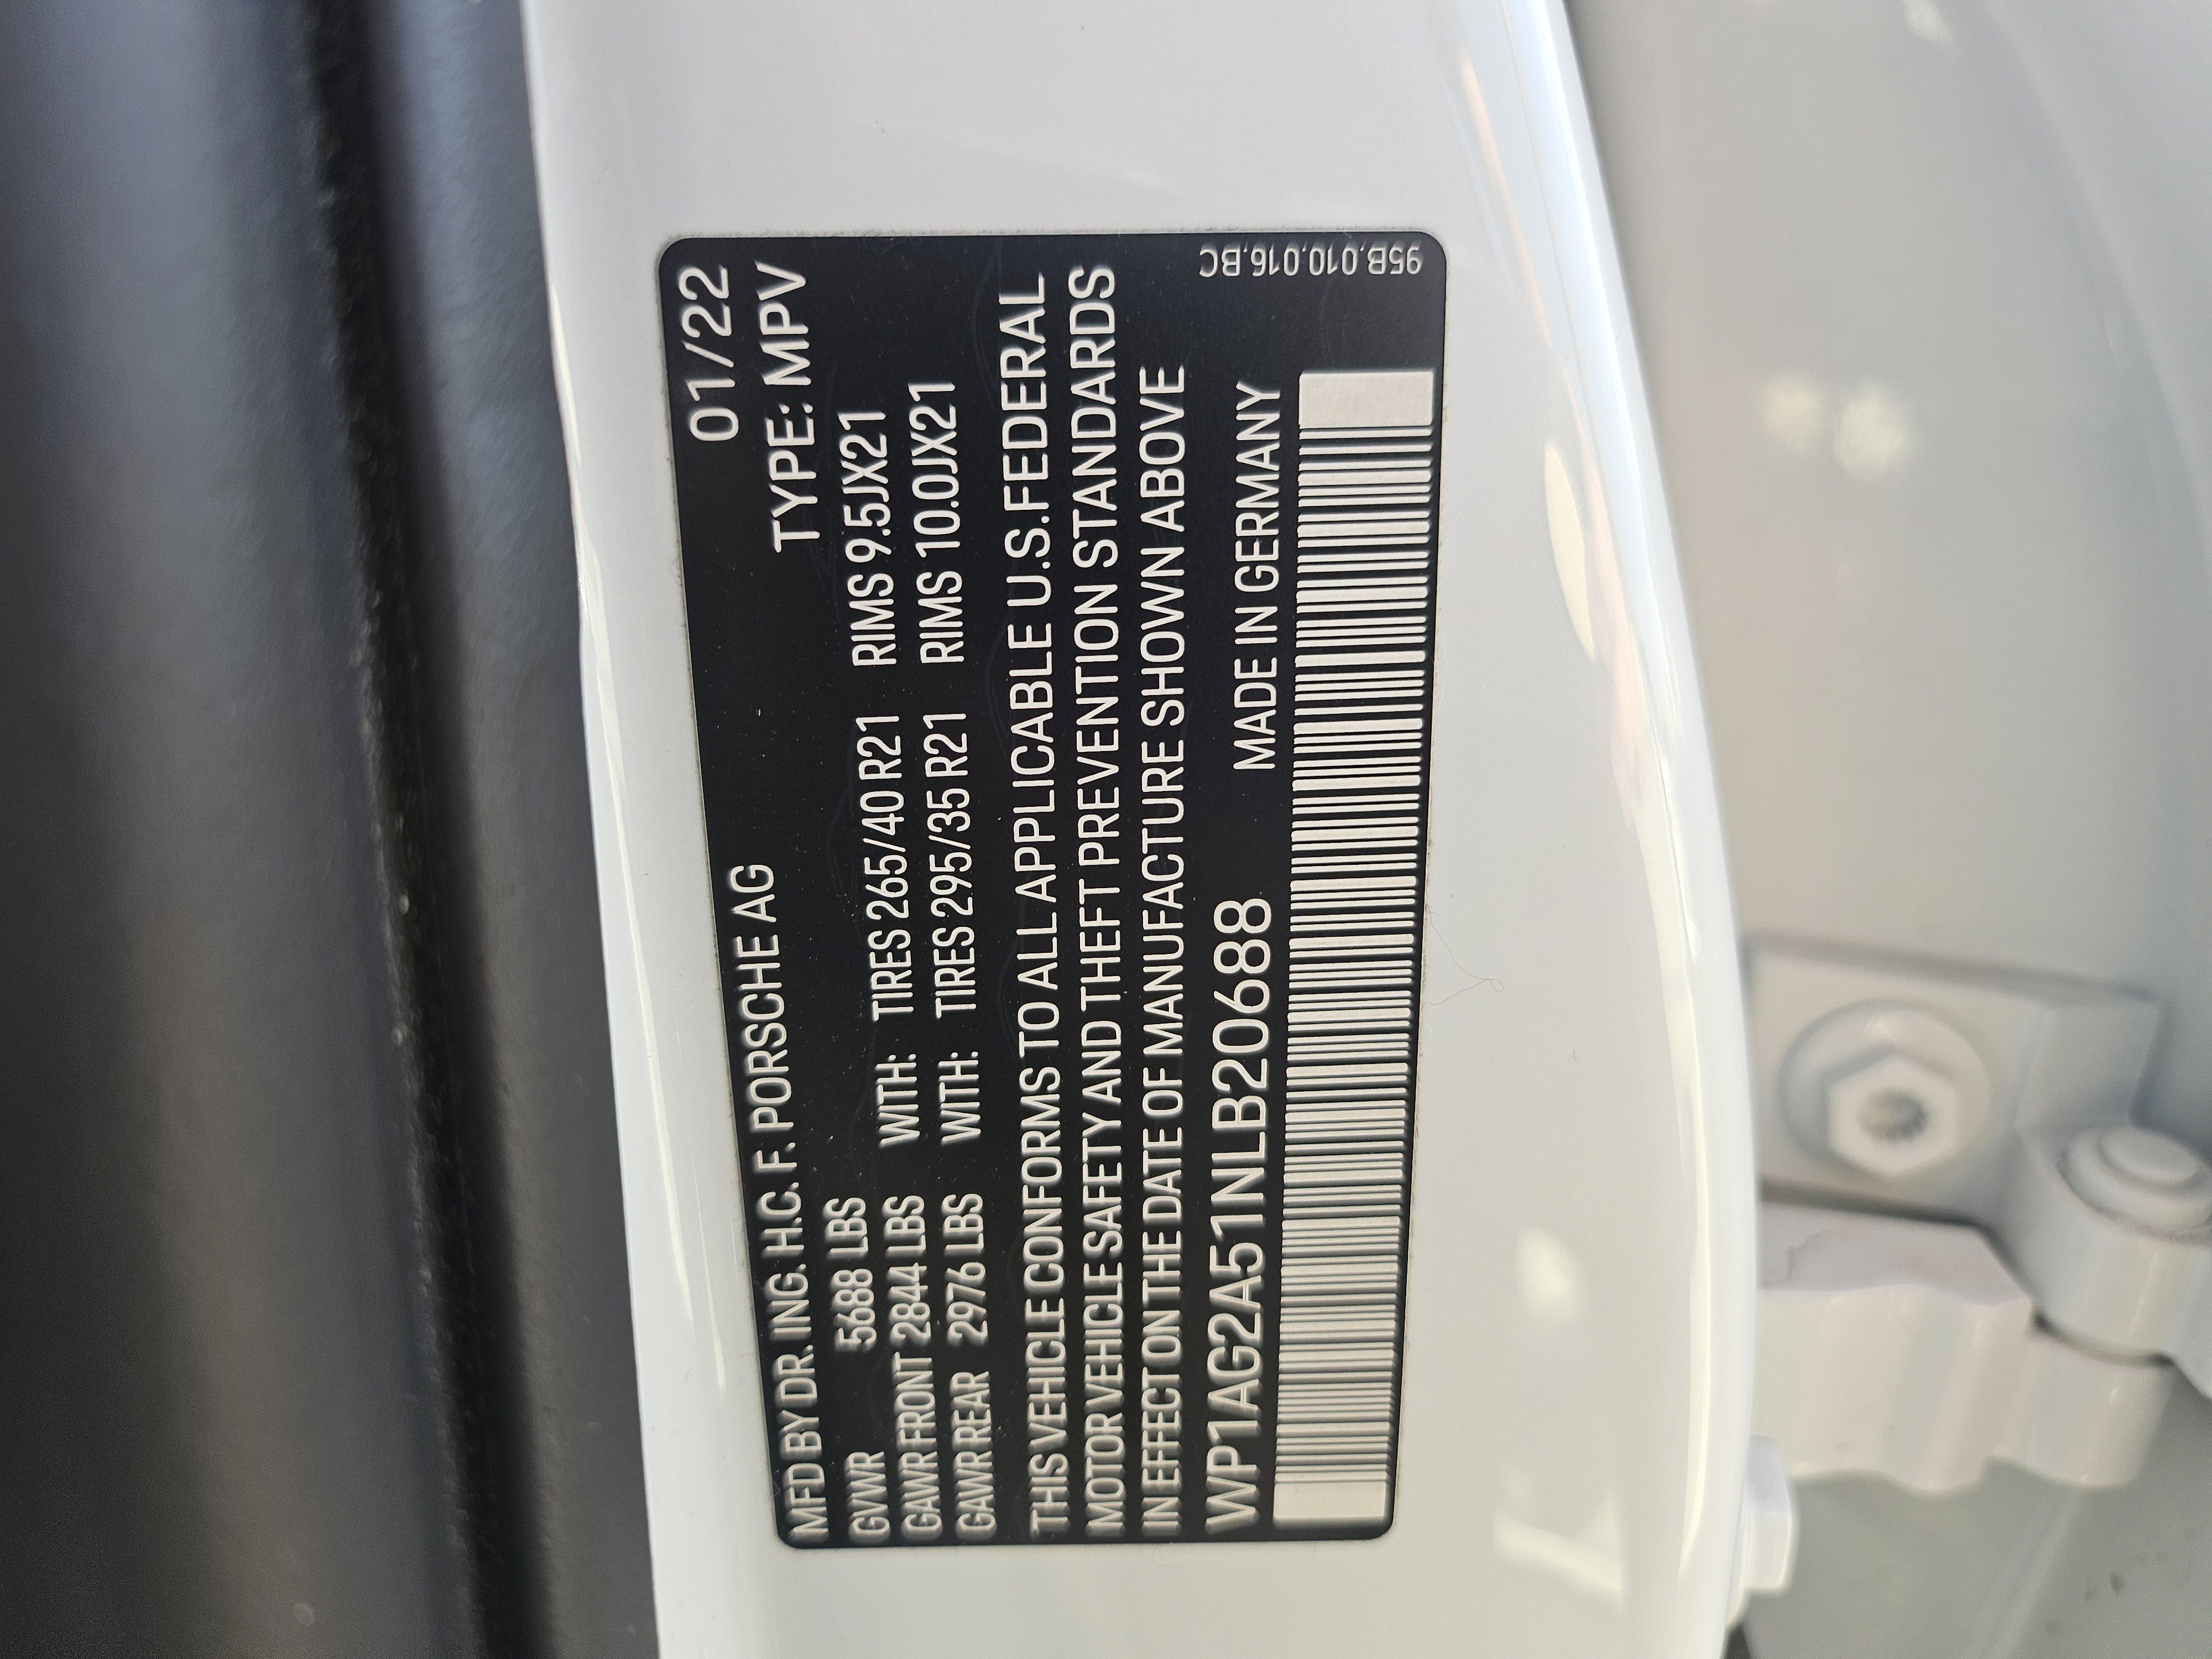 MFD BY DR. ING. H.C. F. PORSCHE AG 01/22
TYPE: MPV
GVWR 5688 LBS
GAWR FRONT 2844 LBS WITH: TIRES 265/40 R21 RIMS 9.5JX21
GAWR REAR 2976 LBS WITH: TIRES 295/35 R21 RIMS 10.0JX21
THIS VEHICLE CONFORMS TO ALL APPLICABLE U.S.FEDERAL
MOTOR VEHICLE SAFETY AND THEFT PREVENTION STANDARDS
IN EFFECT ON THE DATE OF MANUFACTURE SHOWN ABOVE
WP1AG2A51NLB20688 MADE IN GERMANY
95B.010.016.BC